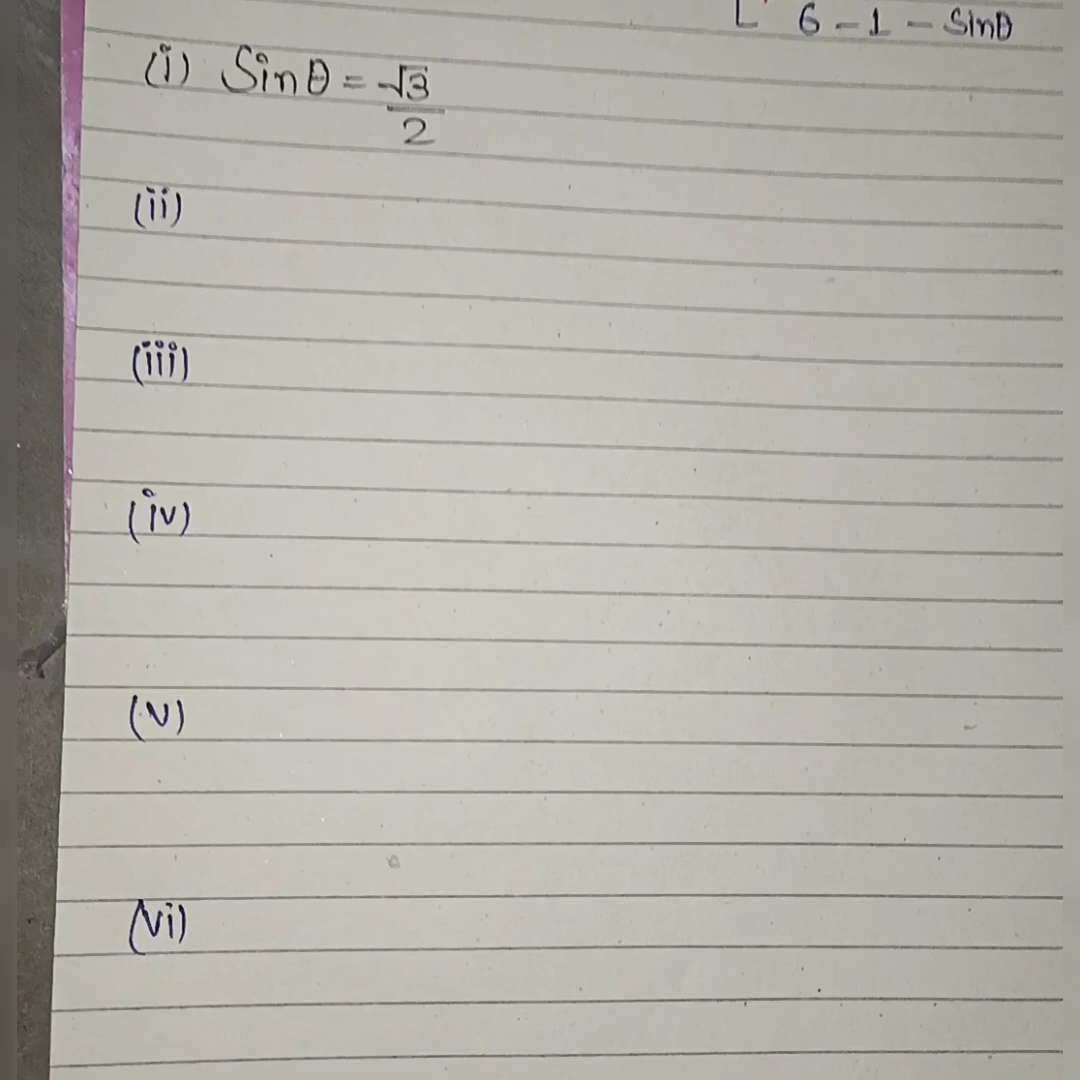 [ 6 - 1 - Sinθ
(i) Sinθ = √3/2
(ii)
(iii)
(iv)
(v)
(vi)